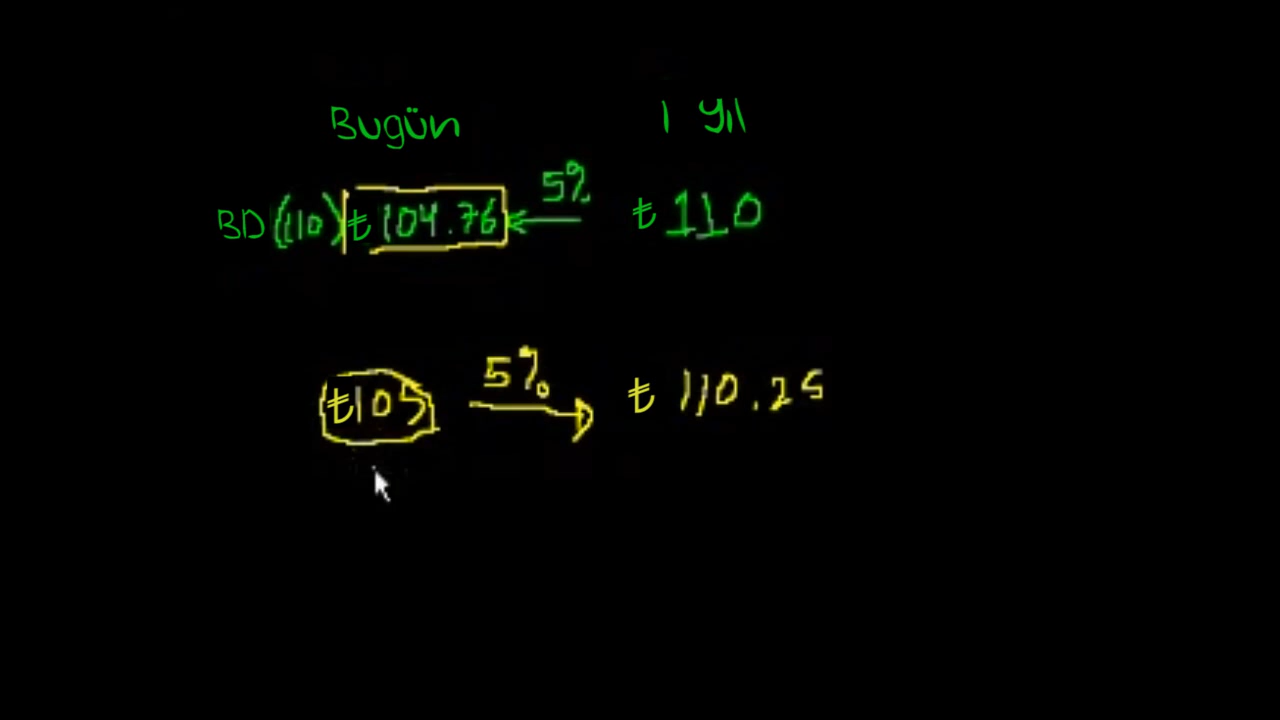 Bugün 1 Yıl
BD(110) ₺ 104.76 5% ₺ 110
₺105 5% ₺ 110.25